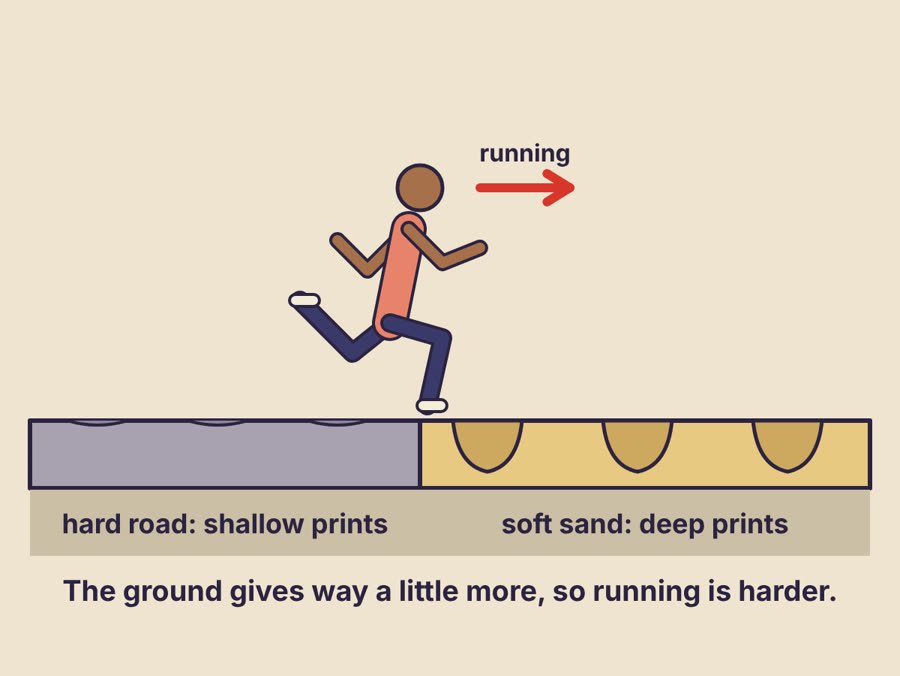 running
hard road: shallow prints
soft sand: deep prints
The ground gives way a little more, so running is harder.